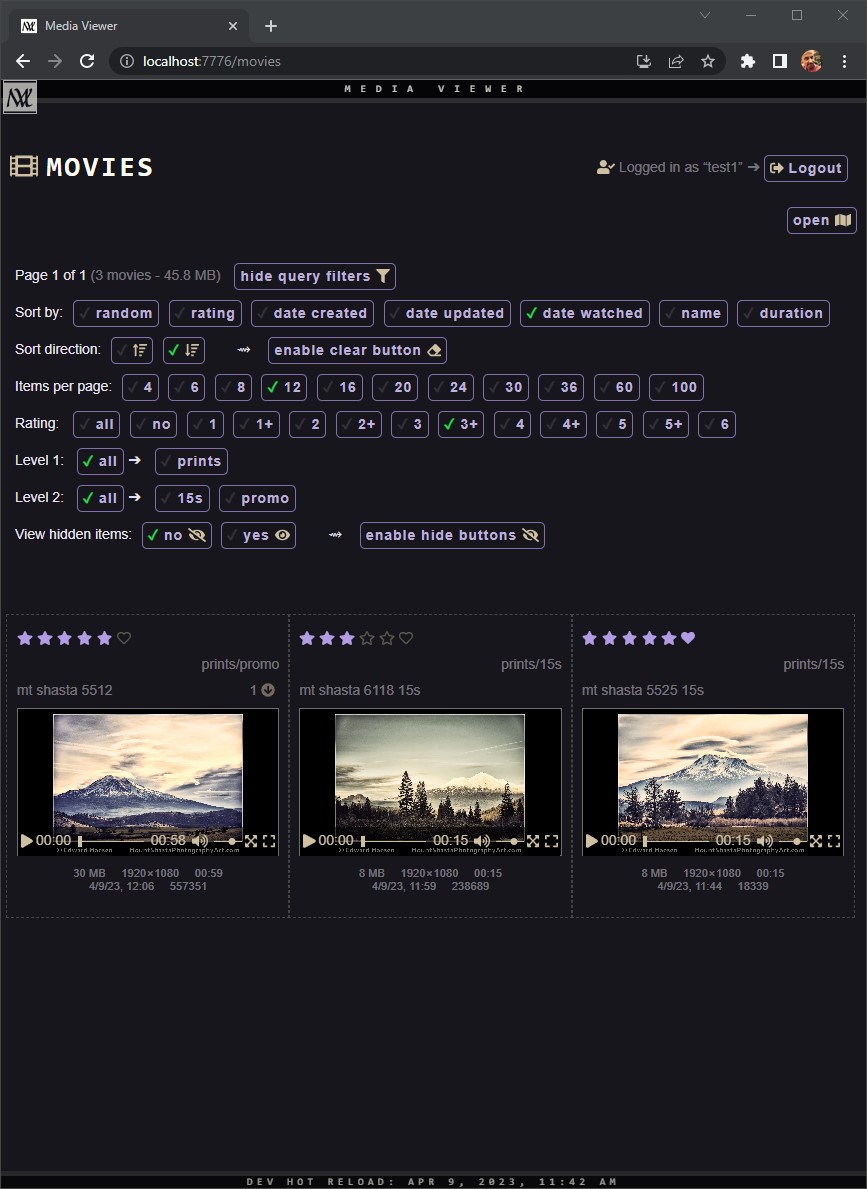 Media Viewer
localhost:7776/movies
MEDIA VIEWER
MOVIES
Logged in as “test1” ➔ Logout
open
Page 1 of 1 (3 movies - 45.8 MB) hide query filters
Sort by: random rating date created date updated date watched name duration
Sort direction: enable clear button
Items per page: 4 6 8 12 16 20 24 30 36 60 100
Rating: all no 1 1+ 2 2+ 3 3+ 4 4+ 5 5+ 6
Level 1: all ➔ prints
Level 2: all ➔ 15s promo
View hidden items: no yes enable hide buttons
prints/promo
mt shasta 5512 1
00:00 00:58
Edward Hansen MountShastaPhotographyArt.com
30 MB 1920×1080 00:59
4/9/23, 12:06 557351
prints/15s
mt shasta 6118 15s
00:00 00:15
Edward Hansen MountShastaPhotographyArt.com
8 MB 1920×1080 00:15
4/9/23, 11:59 238689
prints/15s
mt shasta 5525 15s
00:00 00:15
Edward Hansen MountShastaPhotographyArt.com
8 MB 1920×1080 00:15
4/9/23, 11:44 18339
DEV HOT RELOAD: APR 9, 2023, 11:42 AM